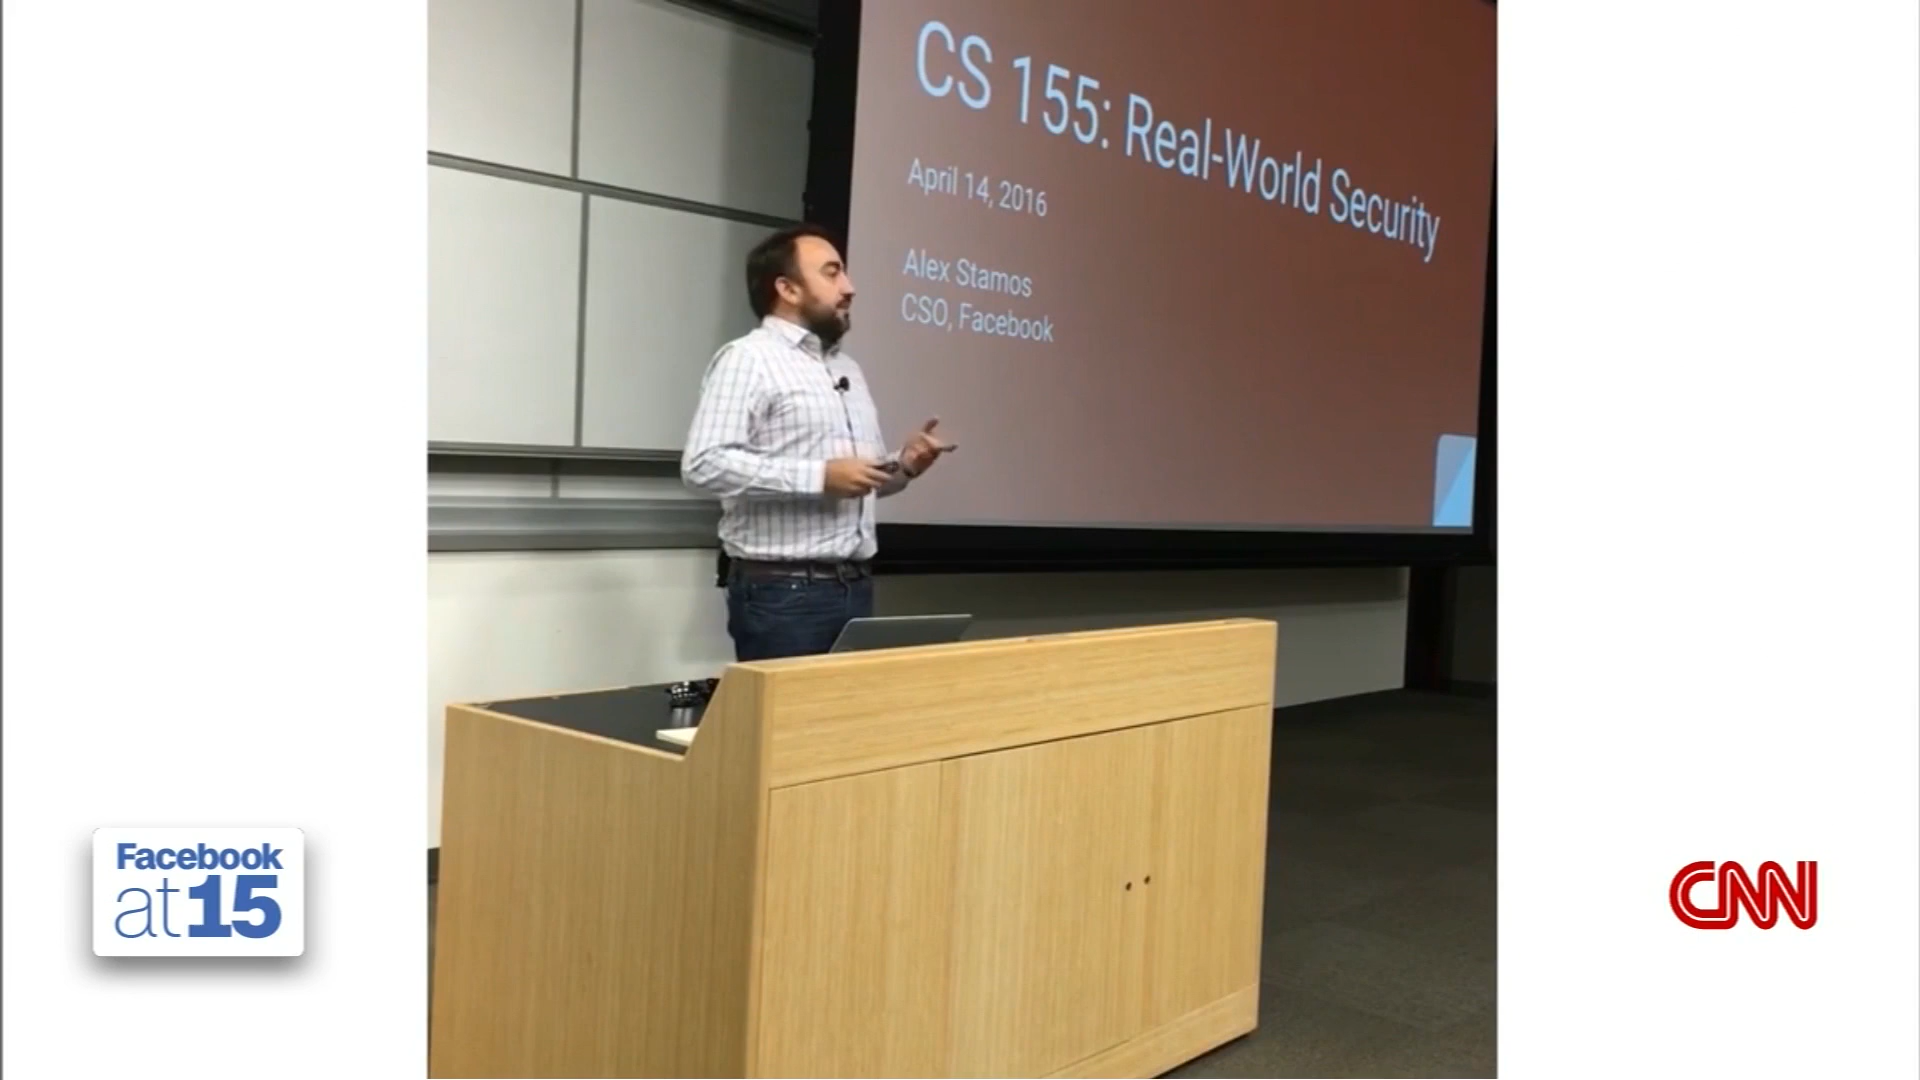 CS 155: Real-World Security
April 14, 2016
Alex Stamos
CSO, Facebook
Facebook
at15
CNN